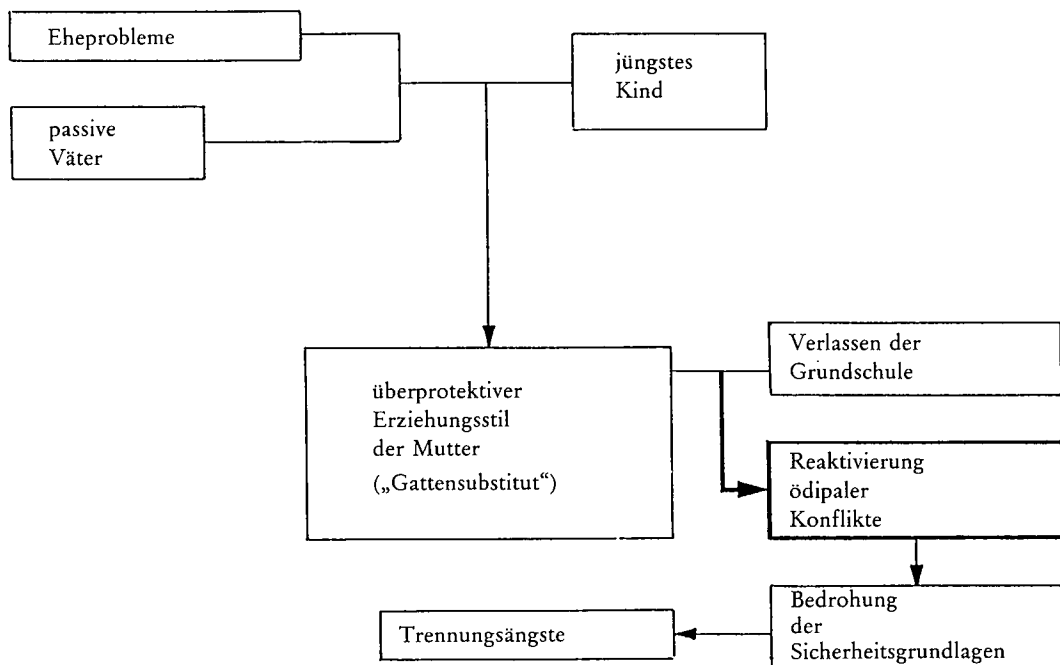 Eheprobleme
jüngstes
Kind
passive
Väter
überprotektiver
Erziehungsstil
der Mutter
(„Gattensubstitut“)
Verlassen der
Grundschule
Reaktivierung
ödipaler
Konflikte
Bedrohung
der
Sicherheitsgrundlagen
Trennungsängste